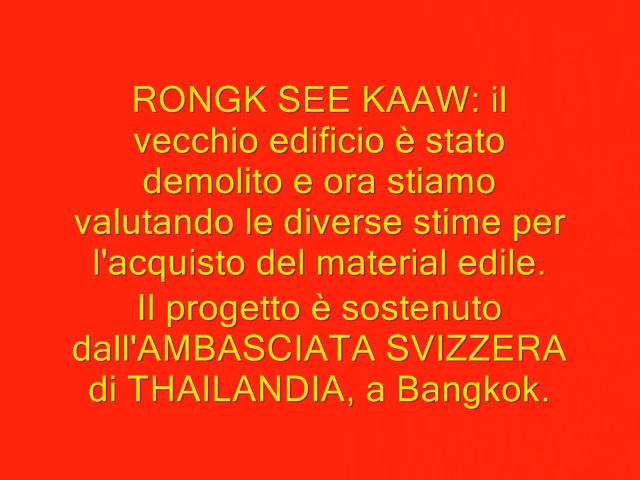 RONGK SEE KAAW: il
vecchio edificio è stato
demolito e ora stiamo
valutando le diverse stime per
l'acquisto del material edile.
Il progetto è sostenuto
dall'AMBASCIATA SVIZZERA
di THAILANDIA, a Bangkok.